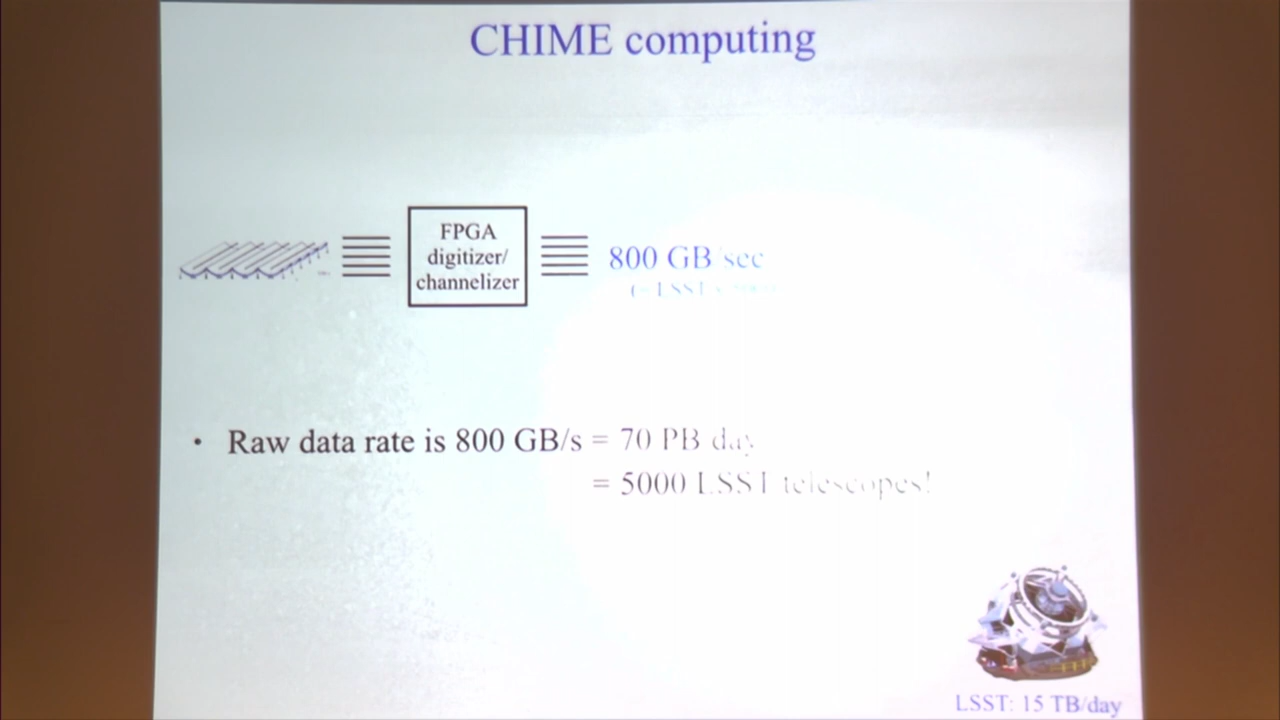 CHIME computing
FPGA
digitizer/
channelizer
800 GB/sec
• Raw data rate is 800 GB/s = 70 PB day
= 5000 LSST telescopes!
LSST: 15 TB/day